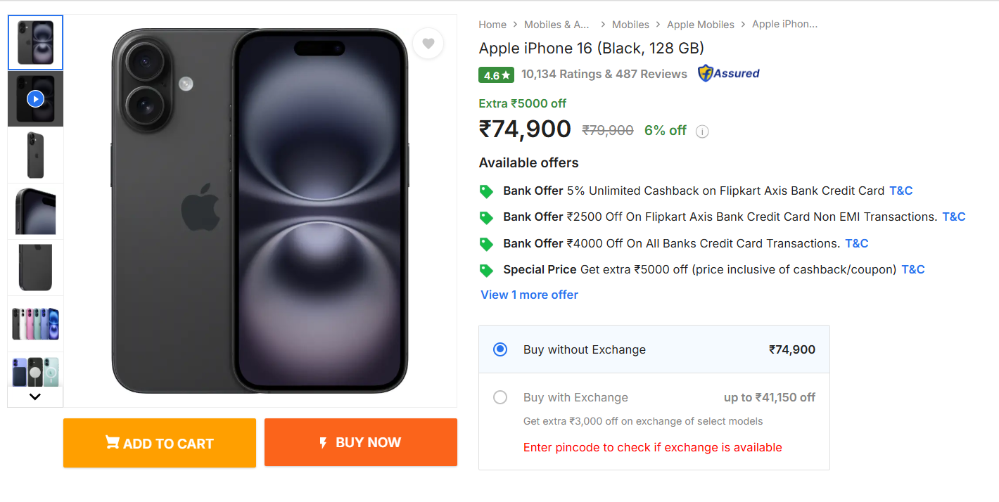 Home > Mobiles & A... > Mobiles > Apple Mobiles > Apple iPhon...
Apple iPhone 16 (Black, 128 GB)
4.6★ 10,134 Ratings & 487 Reviews Assured
Extra ₹5000 off
₹74,900 ₹79,900 6% off i
Available offers
Bank Offer 5% Unlimited Cashback on Flipkart Axis Bank Credit Card T&C
Bank Offer ₹2500 Off On Flipkart Axis Bank Credit Card Non EMI Transactions. T&C
Bank Offer ₹4000 Off On All Banks Credit Card Transactions. T&C
Special Price Get extra ₹5000 off (price inclusive of cashback/coupon) T&C
View 1 more offer
Buy without Exchange ₹74,900
Buy with Exchange up to ₹41,150 off
Get extra ₹3,000 off on exchange of select models
Enter pincode to check if exchange is available
ADD TO CART
BUY NOW